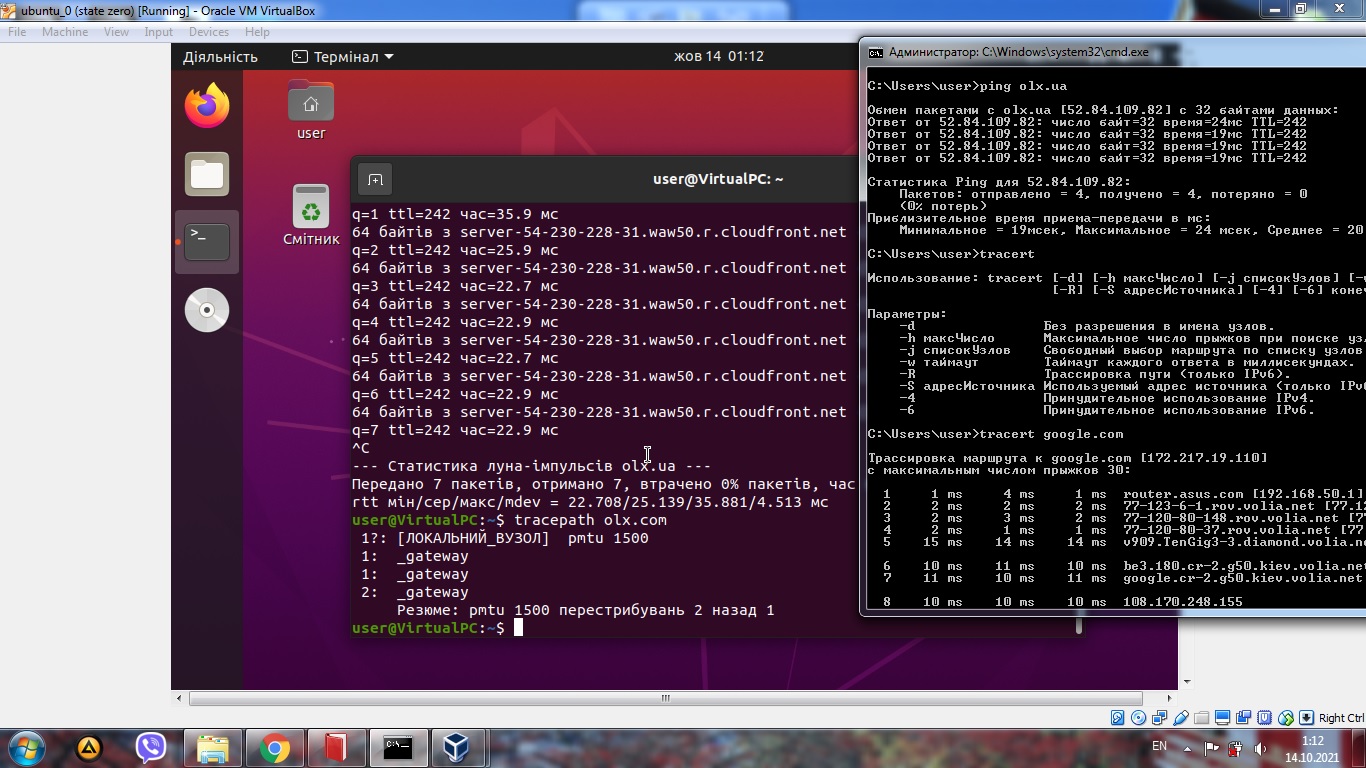 ubuntu_0 (state zero) [Running] - Oracle VM VirtualBox
File Machine View Input Devices Help
Діяльність
Термінал
жов 14 01:12
user
Смітник
user@VirtualPC: ~
q=1 ttl=242 час=35.9 мс
64 байтів з server-54-230-228-31.waw50.r.cloudfront.net
q=2 ttl=242 час=25.9 мс
64 байтів з server-54-230-228-31.waw50.r.cloudfront.net
q=3 ttl=242 час=22.7 мс
64 байтів з server-54-230-228-31.waw50.r.cloudfront.net
q=4 ttl=242 час=22.9 мс
64 байтів з server-54-230-228-31.waw50.r.cloudfront.net
q=5 ttl=242 час=22.7 мс
64 байтів з server-54-230-228-31.waw50.r.cloudfront.net
q=6 ttl=242 час=22.9 мс
64 байтів з server-54-230-228-31.waw50.r.cloudfront.net
q=7 ttl=242 час=22.9 мс
^C
--- Статистика луна-імпульсів olx.ua ---
Передано 7 пакетів, отримано 7, втрачено 0% пакетів, час
rtt мін/сер/макс/mdev = 22.708/25.139/35.881/4.513 мс
user@VirtualPC:~$ tracepath olx.com
1?: [ЛОКАЛЬНИЙ_ВУЗОЛ] pmtu 1500
1: _gateway
1: _gateway
2: _gateway
Резюме: pmtu 1500 перестрибувань 2 назад 1
user@VirtualPC:~$
Администратор: C:\Windows\system32\cmd.exe
C:\Users\user>ping olx.ua
Обмен пакетами с olx.ua [52.84.109.82] с 32 байтами данных:
Ответ от 52.84.109.82: число байт=32 время=24мс TTL=242
Ответ от 52.84.109.82: число байт=32 время=19мс TTL=242
Ответ от 52.84.109.82: число байт=32 время=19мс TTL=242
Ответ от 52.84.109.82: число байт=32 время=19мс TTL=242
Статистика Ping для 52.84.109.82:
Пакетов: отправлено = 4, получено = 4, потеряно = 0
(0% потерь)
Приблизительное время приема-передачи в мс:
Минимальное = 19мсек, Максимальное = 24 мсек, Среднее = 20
C:\Users\user>tracert
Использование: tracert [-d] [-h максЧисло] [-j списокУзлов] [-
[-R] [-S адресИсточника] [-4] [-6] коне
Параметры:
-d Без разрешения в имена узлов.
-h максЧисло Максимальное число прыжков при поиске уз
-j списокУзлов Свободный выбор маршрута по списку узлов
-w таймаут Таймаут каждого ответа в миллисекундах.
-R Трассировка пути (только IPv6).
-S адресИсточника Используемый адрес источника (только IP
-4 Принудительное использование IPv4.
-6 Принудительное использование IPv6.
C:\Users\user>tracert google.com
Трассировка маршрута к google.com [172.217.19.110]
с максимальным числом прыжков 30:
1 1 ms 4 ms 1 ms router.asus.com [192.168.50.1]
2 2 ms 2 ms 2 ms 77-123-6-1.rov.volia.net [77.12
3 2 ms 3 ms 2 ms 77-120-80-148.rov.volia.net [77
4 2 ms 1 ms 1 ms 77-120-80-37.rov.volia.net [77.
5 15 ms 14 ms 14 ms v909.TenGig3-3.diamond.volia.ne
6 10 ms 11 ms 10 ms be3.180.cr-2.g50.kiev.volia.net
7 11 ms 10 ms 11 ms google.cr-2.g50.kiev.volia.net
8 10 ms 10 ms 10 ms 108.170.248.155
Right Ctrl
EN
1:12
14.10.2021